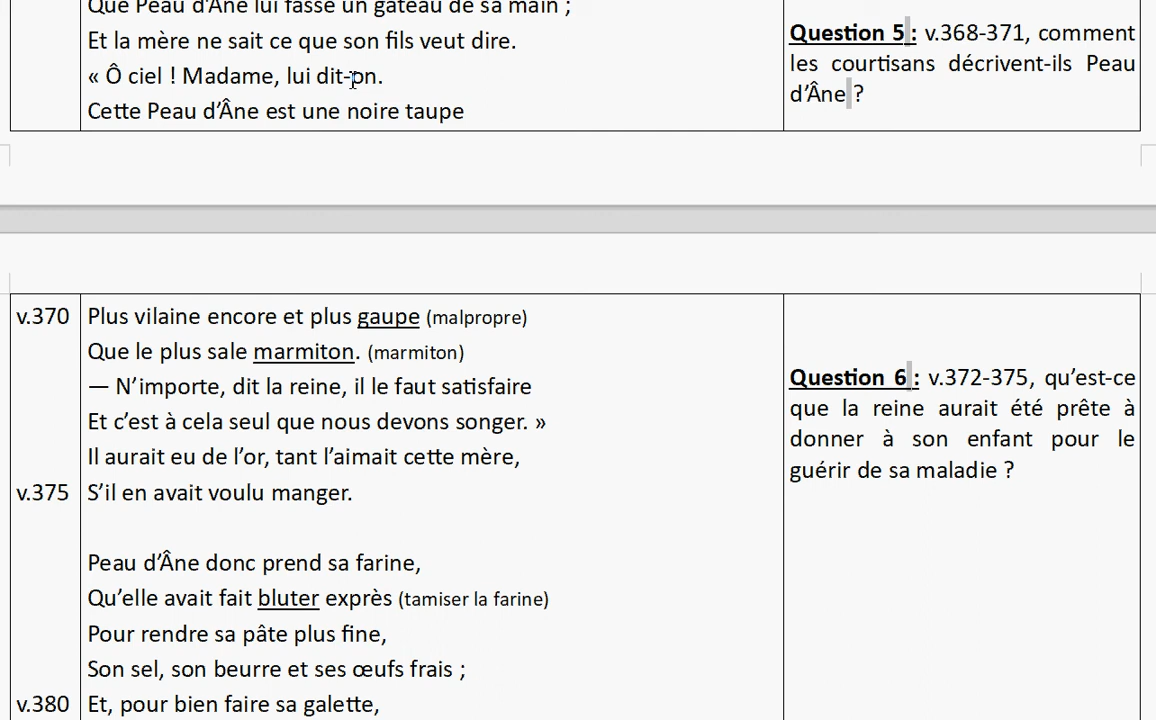 Que Peau d'Âne lui fasse un gâteau de sa main ;
Et la mère ne sait ce que son fils veut dire.
« Ô ciel ! Madame, lui dit-on.
Cette Peau d'Âne est une noire taupe
Question 5 : v.368-371, comment
les courtisans décrivent-ils Peau
d'Âne ?
v.370 Plus vilaine encore et plus gaupe (malpropre)
Que le plus sale marmiton. (marmiton)
— N'importe, dit la reine, il le faut satisfaire
Et c'est à cela seul que nous devons songer. »
Il aurait eu de l'or, tant l'aimait cette mère,
v.375 S'il en avait voulu manger.
Peau d'Âne donc prend sa farine,
Qu'elle avait fait bluter exprès (tamiser la farine)
Pour rendre sa pâte plus fine,
Son sel, son beurre et ses œufs frais ;
v.380 Et, pour bien faire sa galette,
Question 6 : v.372-375, qu'est-ce
que la reine aurait été prête à
donner à son enfant pour le
guérir de sa maladie ?